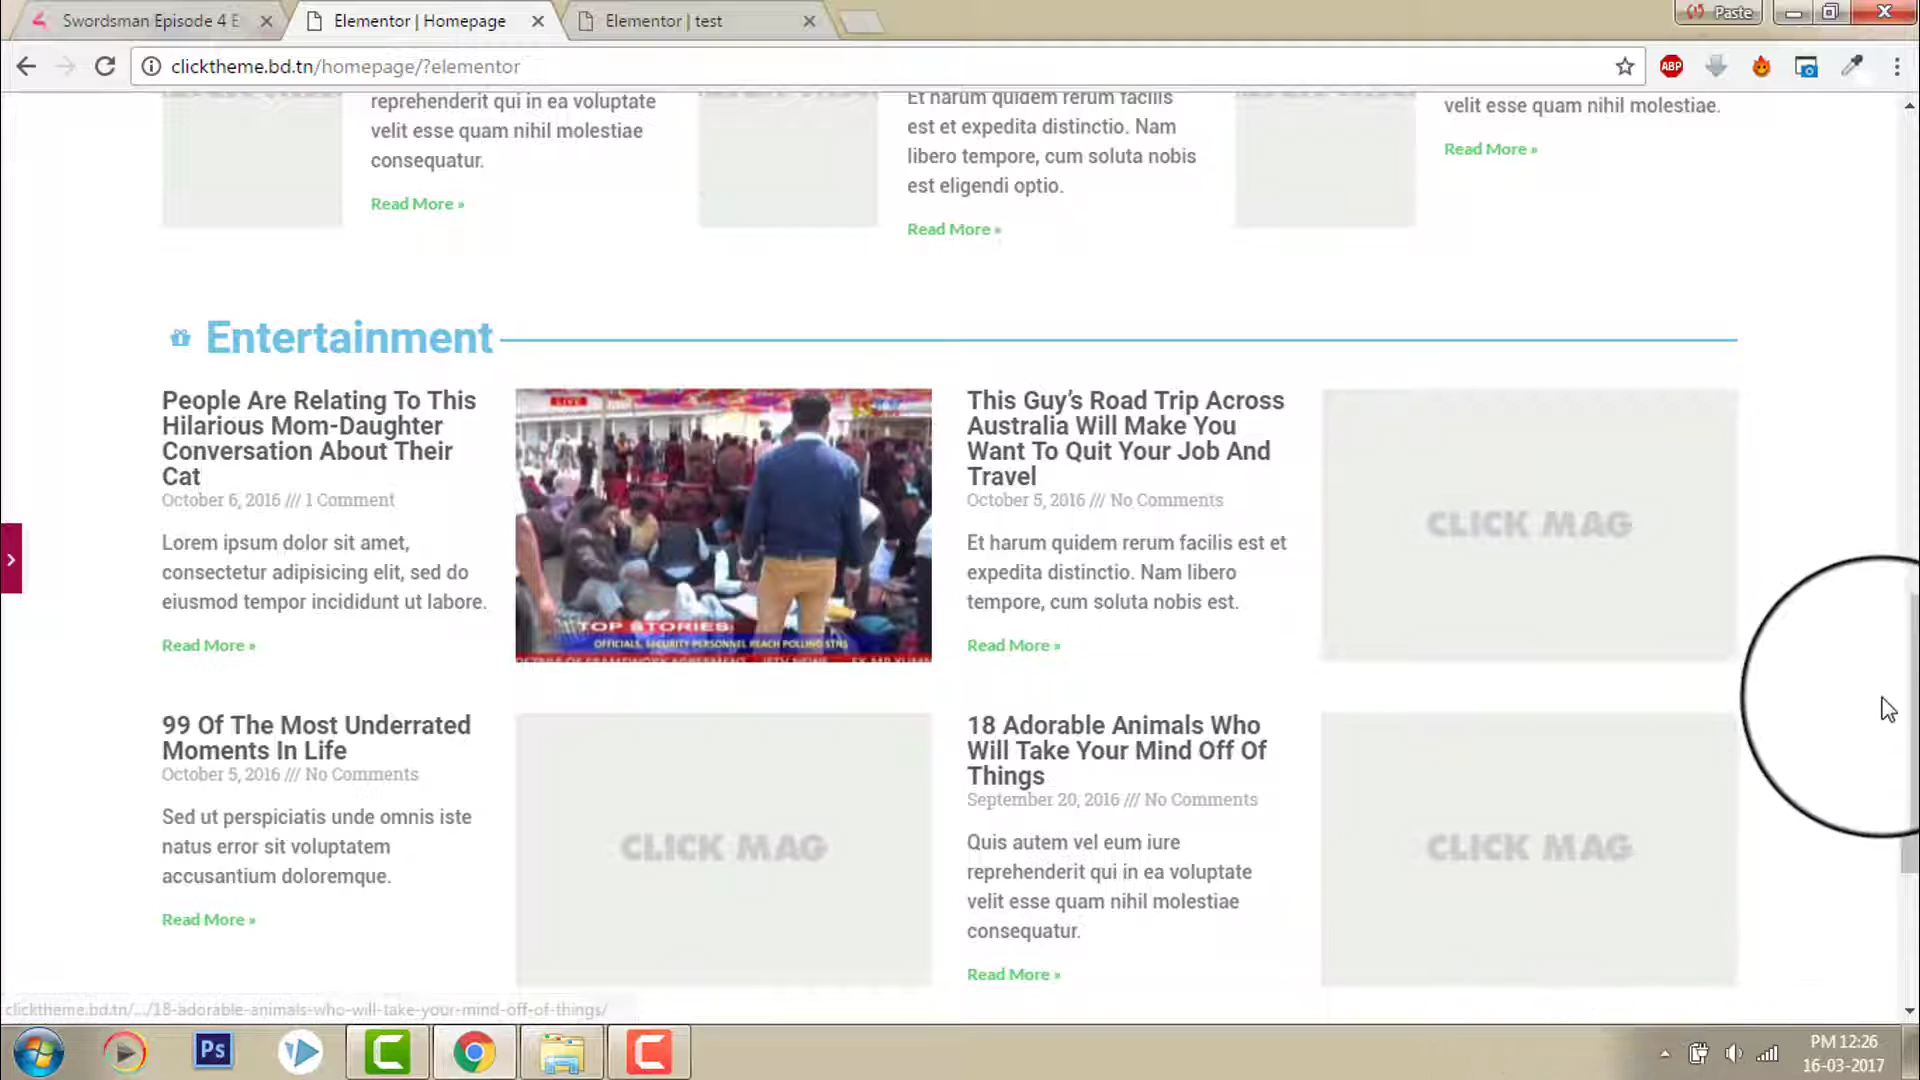 Swordsman Episode 4 E
Elementor | Homepage
Elementor | test
Paste
clicktheme.bd.tn/homepage/?elementor
ABP
reprehenderit qui in ea voluptate
velit esse quam nihil molestiae
consequatur.
Read More »
Et harum quidem rerum facilis
est et expedita distinctio. Nam
libero tempore, cum soluta nobis
est eligendi optio.
Read More »
velit esse quam nihil molestiae.
Read More »
Entertainment
People Are Relating To This
Hilarious Mom-Daughter
Conversation About Their
Cat
October 6, 2016 /// 1 Comment
Lorem ipsum dolor sit amet,
consectetur adipisicing elit, sed do
eiusmod tempor incididunt ut labore.
Read More »
LIVE
TOP STORIES:
OFFICIALS, SECURITY PERSONNEL REACH POLLING STNS
This Guy's Road Trip Across
Australia Will Make You
Want To Quit Your Job And
Travel
October 5, 2016 /// No Comments
Et harum quidem rerum facilis est et
expedita distinctio. Nam libero
tempore, cum soluta nobis est.
Read More »
CLICK MAG
99 Of The Most Underrated
Moments In Life
October 5, 2016 /// No Comments
Sed ut perspiciatis unde omnis iste
natus error sit voluptatem
accusantium doloremque.
Read More »
CLICK MAG
18 Adorable Animals Who
Will Take Your Mind Off Of
Things
September 20, 2016 /// No Comments
Quis autem vel eum iure
reprehenderit qui in ea voluptate
velit esse quam nihil molestiae
consequatur.
Read More »
CLICK MAG
clicktheme.bd.tn/.../18-adorable-animals-who-will-take-your-mind-off-of-things/
Ps
PM 12:26
16-03-2017